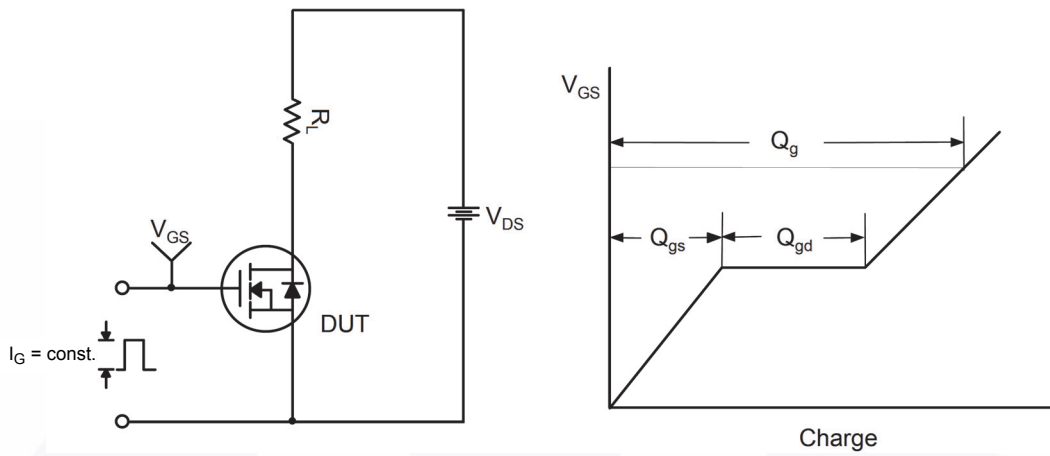 R_L
V_DS
V_GS
DUT
I_G = const.
V_GS
Q_g
Q_gs
Q_gd
Charge